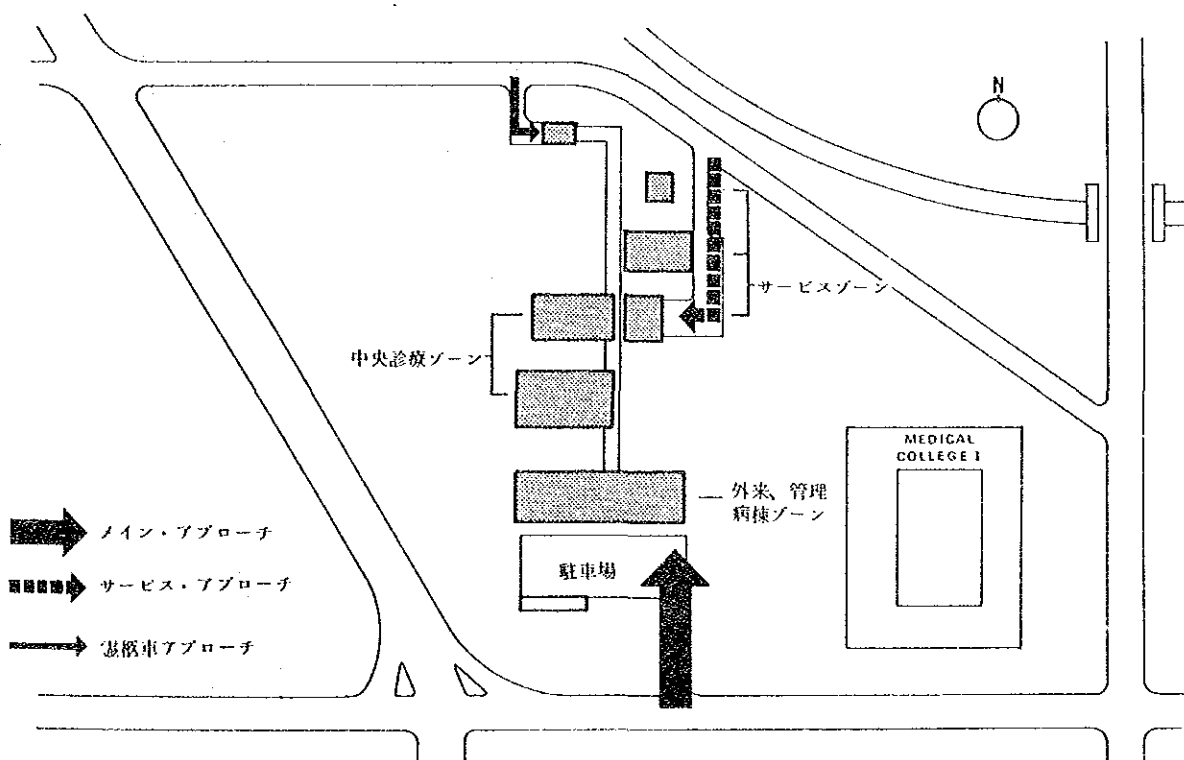 N
サービスゾーン
中央診療ゾーン
MEDICAL
COLLEGE I
外来、管理
病棟ゾーン
駐車場
メイン・アプローチ
サービス・アプローチ
霊柩車アプローチ